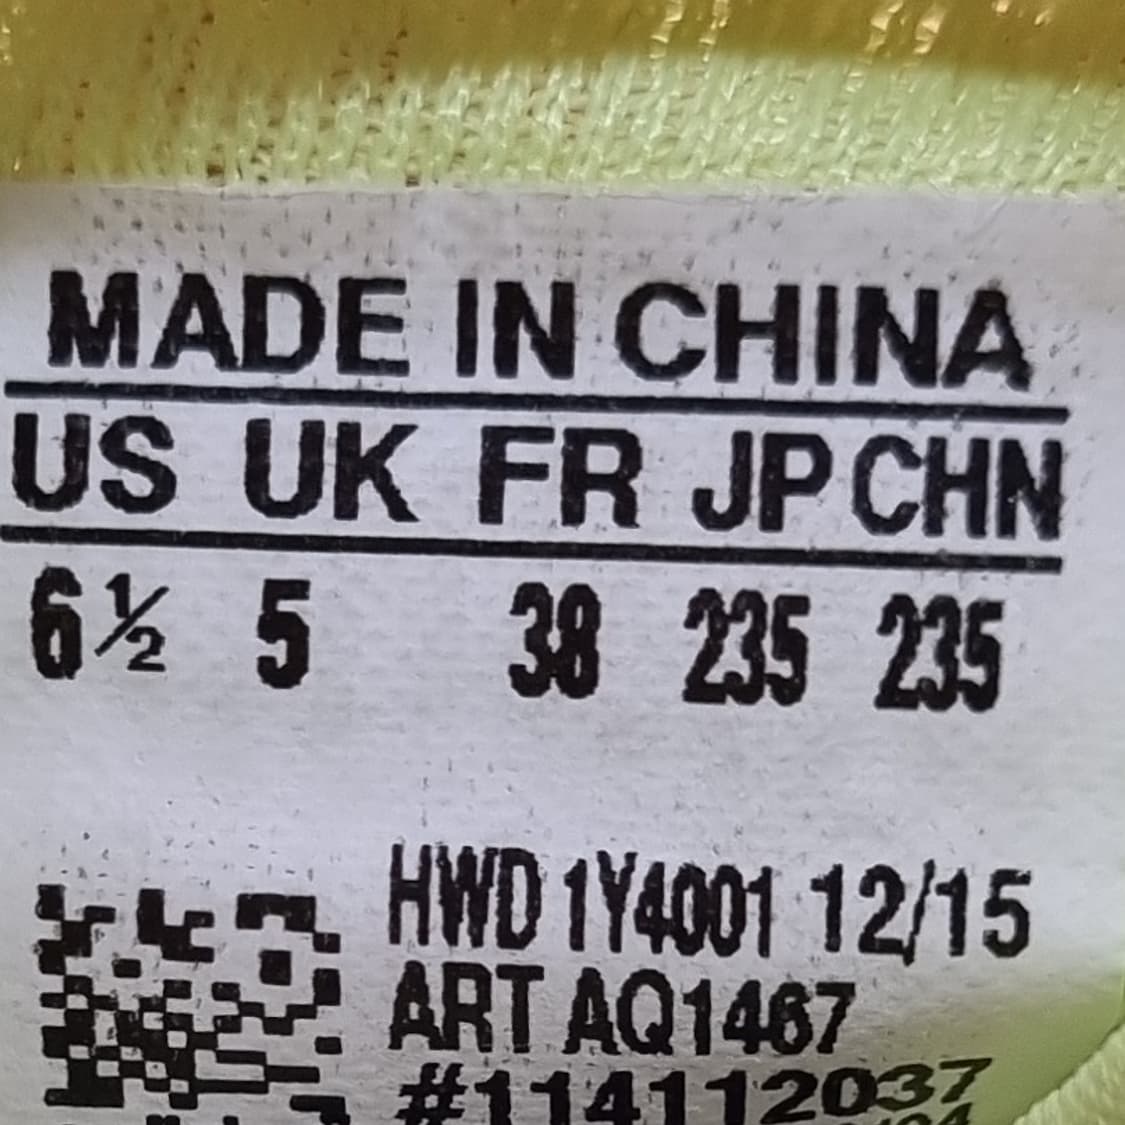 MADE IN CHINA
US UK FR JP CHN
6½ 5 38 235 235
HWD 1Y4001 12/15
ART AQ1467
#114112037